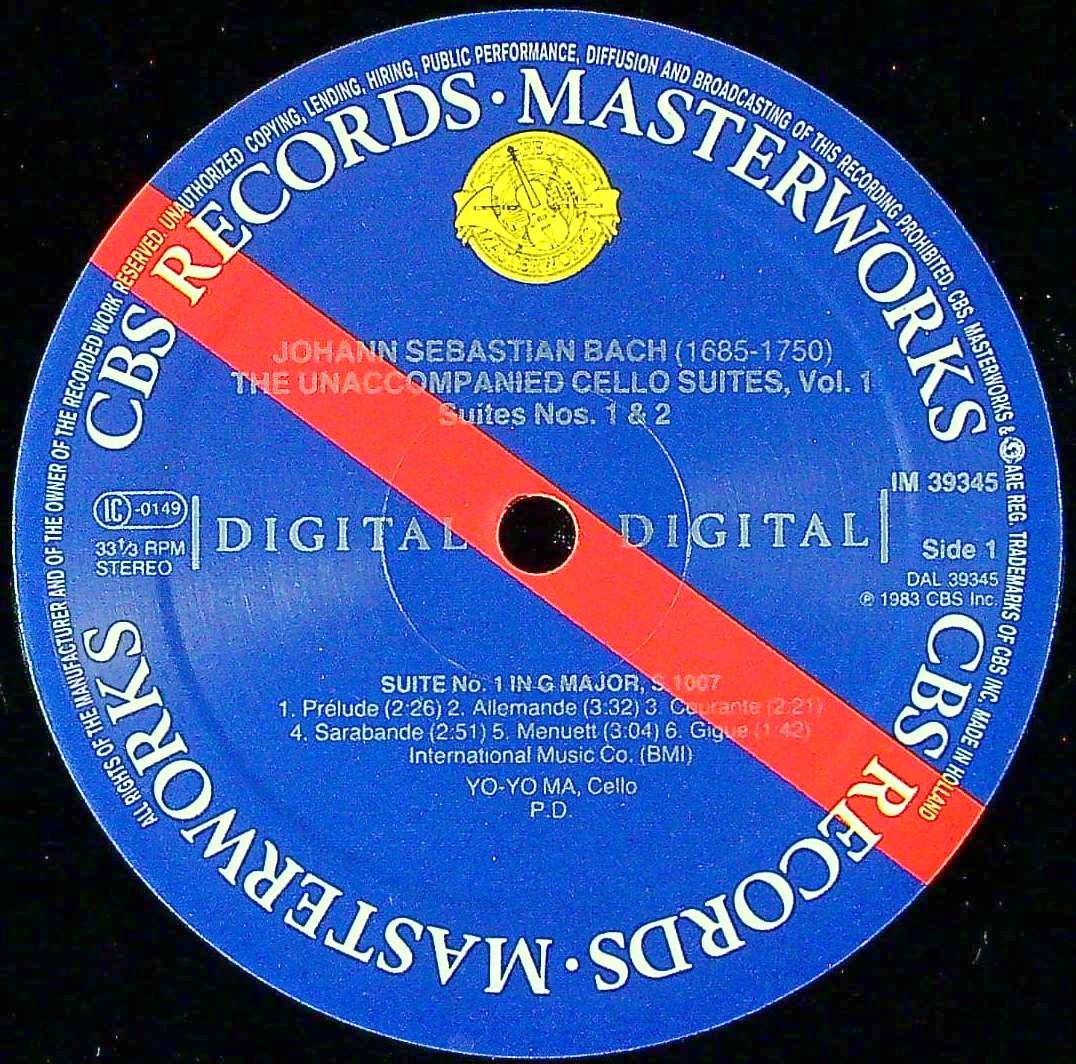 ALL RIGHTS OF THE MANUFACTURER AND OF THE OWNER OF THE RECORDED WORK RESERVED. UNAUTHORIZED COPYING, LENDING, HIRING, PUBLIC PERFORMANCE, DIFFUSION AND BROADCASTING OF THIS RECORDING PROHIBITED. CBS, MASTERWORKS & ARE REG. TRADEMARKS OF CBS INC. MADE IN HOLLAND
CBS RECORDS · MASTERWORKS
MASTERWORKS
JOHANN SEBASTIAN BACH (1685-1750)
THE UNACCOMPANIED CELLO SUITES, Vol. 1
Suites Nos. 1 & 2
LC -0149
33⅓ RPM
STEREO
DIGITAL DIGITAL
IM 39345
Side 1
DAL 39345
℗ 1983 CBS Inc.
SUITE No. 1 IN G MAJOR, S 1007
1. Prélude (2:26) 2. Allemande (3:32) 3. Courante (2:21)
4. Sarabande (2:51) 5. Menuett (3:04) 6. Gigue (1:42)
International Music Co. (BMI)
YO-YO MA, Cello
P.D.
CBS RECORDS · MASTERWORKS